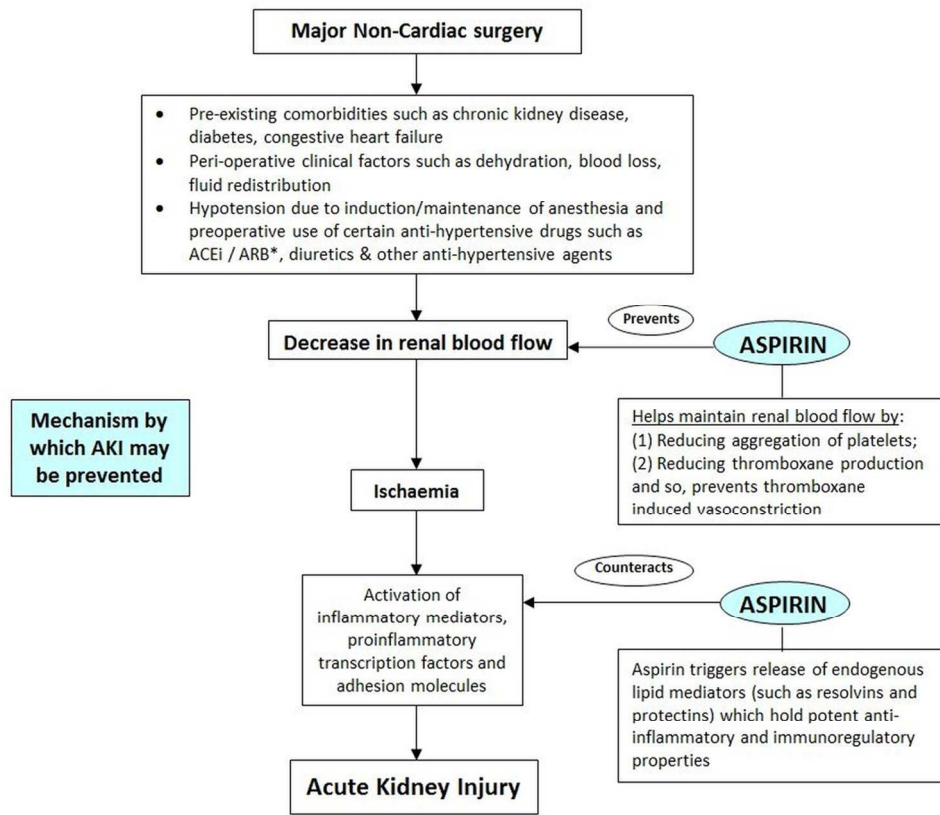 Major Non-Cardiac surgery
• Pre-existing comorbidities such as chronic kidney disease,
diabetes, congestive heart failure
• Peri-operative clinical factors such as dehydration, blood loss,
fluid redistribution
• Hypotension due to induction/maintenance of anesthesia and
preoperative use of certain anti-hypertensive drugs such as
ACEi / ARB*, diuretics & other anti-hypertensive agents
Prevents
Decrease in renal blood flow
ASPIRIN
Helps maintain renal blood flow by:
(1) Reducing aggregation of platelets;
(2) Reducing thromboxane production
and so, prevents thromboxane
induced vasoconstriction
Mechanism by
which AKI may
be prevented
Ischaemia
Counteracts
Activation of
inflammatory mediators,
proinflammatory
transcription factors and
adhesion molecules
ASPIRIN
Aspirin triggers release of endogenous
lipid mediators (such as resolvins and
protectins) which hold potent anti-
inflammatory and immunoregulatory
properties
Acute Kidney Injury